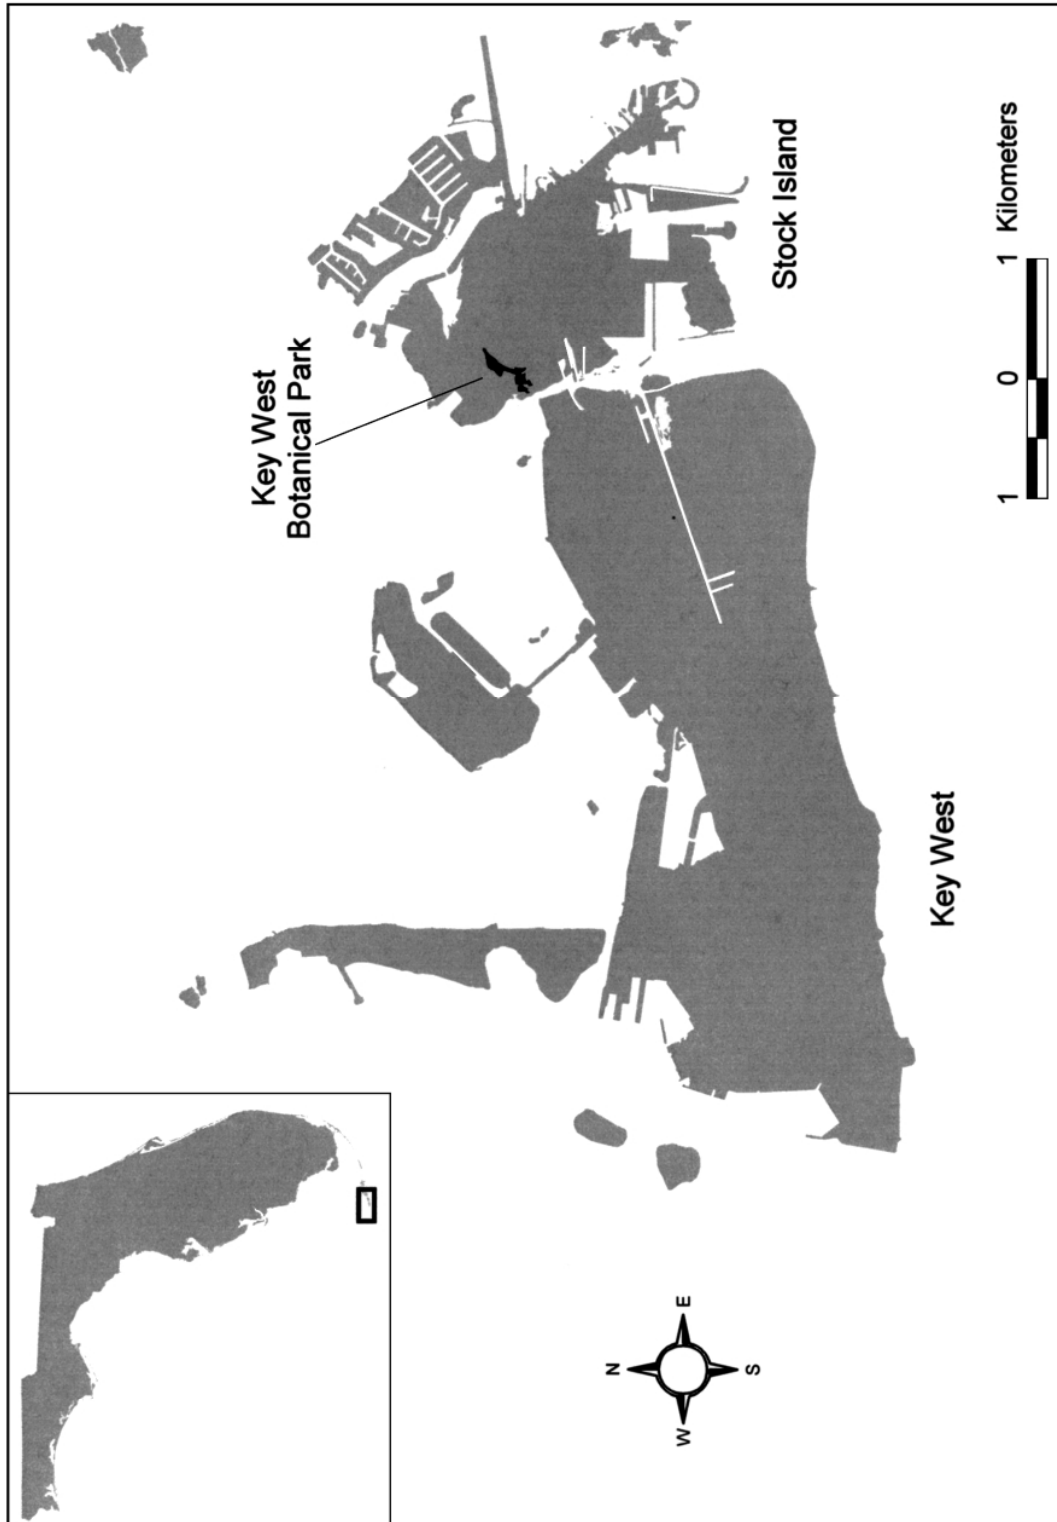 Key West
Botanical Park
Stock Island
Key West
1 0 1 Kilometers
N
W E
S